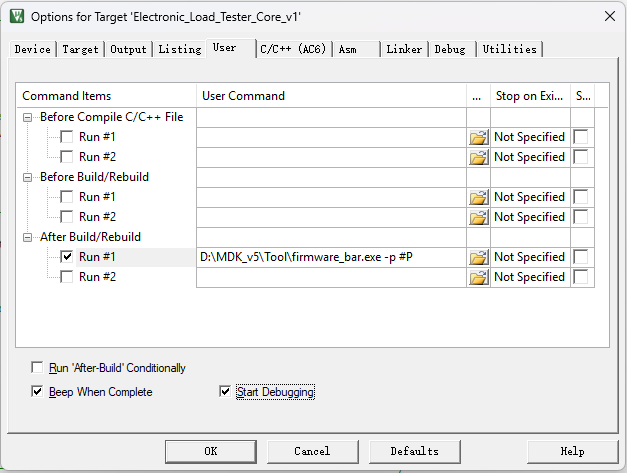 Options for Target 'Electronic_Load_Tester_Core_v1'
Device Target Output Listing User C/C++ (AC6) Asm Linker Debug Utilities
Command Items User Command ... Stop on Exi... S...
Before Compile C/C++ File
Run #1 Not Specified
Run #2 Not Specified
Before Build/Rebuild
Run #1 Not Specified
Run #2 Not Specified
After Build/Rebuild
Run #1 D:\MDK_v5\Tool\firmware_bar.exe -p #P Not Specified
Run #2 Not Specified
Run 'After-Build' Conditionally
Beep When Complete Start Debugging
OK Cancel Defaults Help